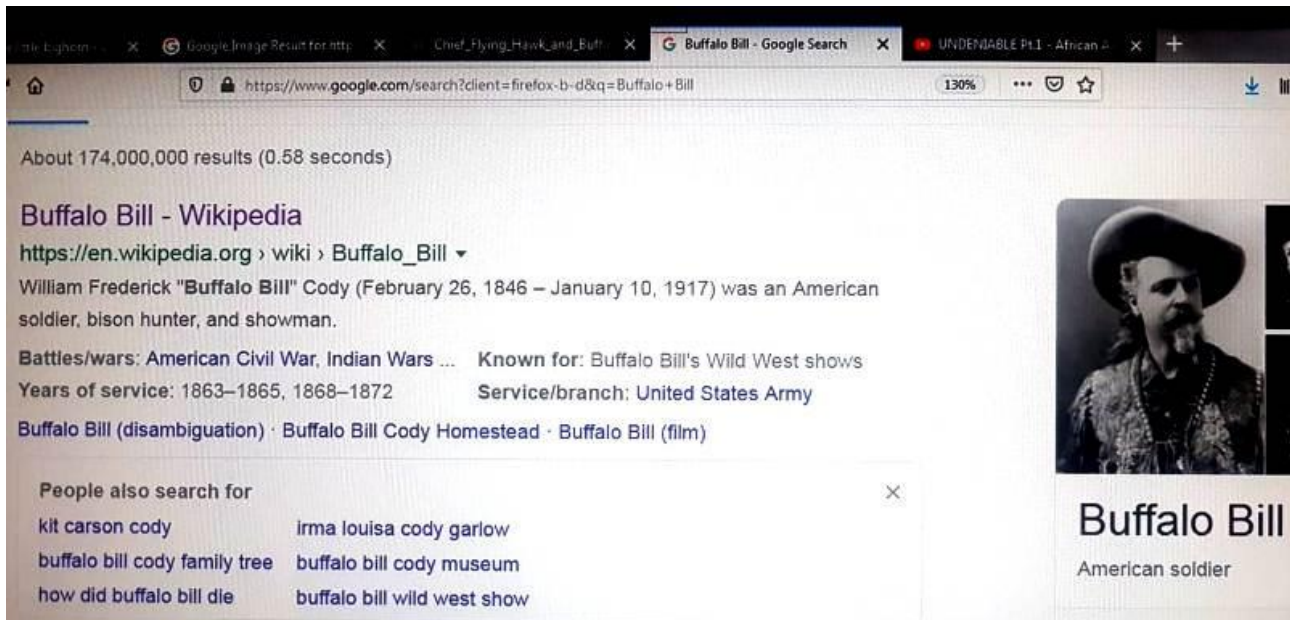 Google Image Result for http
Chief_Flying_Hawk_and_Buff
Buffalo Bill - Google Search
UNDENIABLE Pt.1 - African A
https://www.google.com/search?client=firefox-b-d&q=Buffalo+Bill
130%
About 174,000,000 results (0.58 seconds)
Buffalo Bill - Wikipedia
https://en.wikipedia.org › wiki › Buffalo_Bill
William Frederick "Buffalo Bill" Cody (February 26, 1846 – January 10, 1917) was an American
soldier, bison hunter, and showman.
Battles/wars: American Civil War, Indian Wars ... Known for: Buffalo Bill's Wild West shows
Years of service: 1863–1865, 1868–1872 Service/branch: United States Army
Buffalo Bill (disambiguation) · Buffalo Bill Cody Homestead · Buffalo Bill (film)
People also search for
kit carson cody
irma louisa cody garlow
buffalo bill cody family tree
buffalo bill cody museum
how did buffalo bill die
buffalo bill wild west show
Buffalo Bill
American soldier